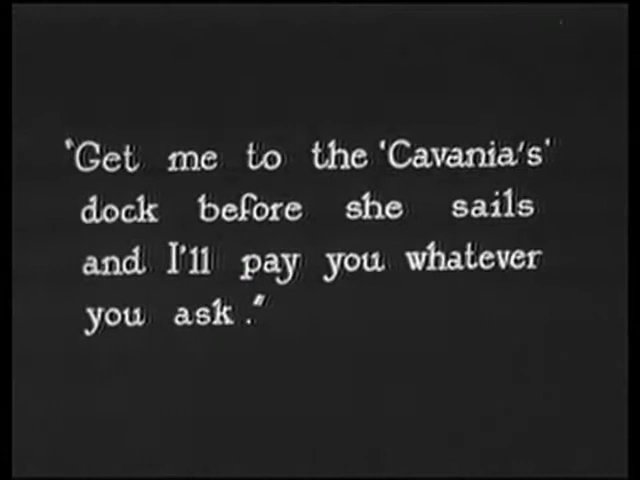 "Get me to the 'Cavania's'
dock before she sails
and I'll pay you whatever
you ask."